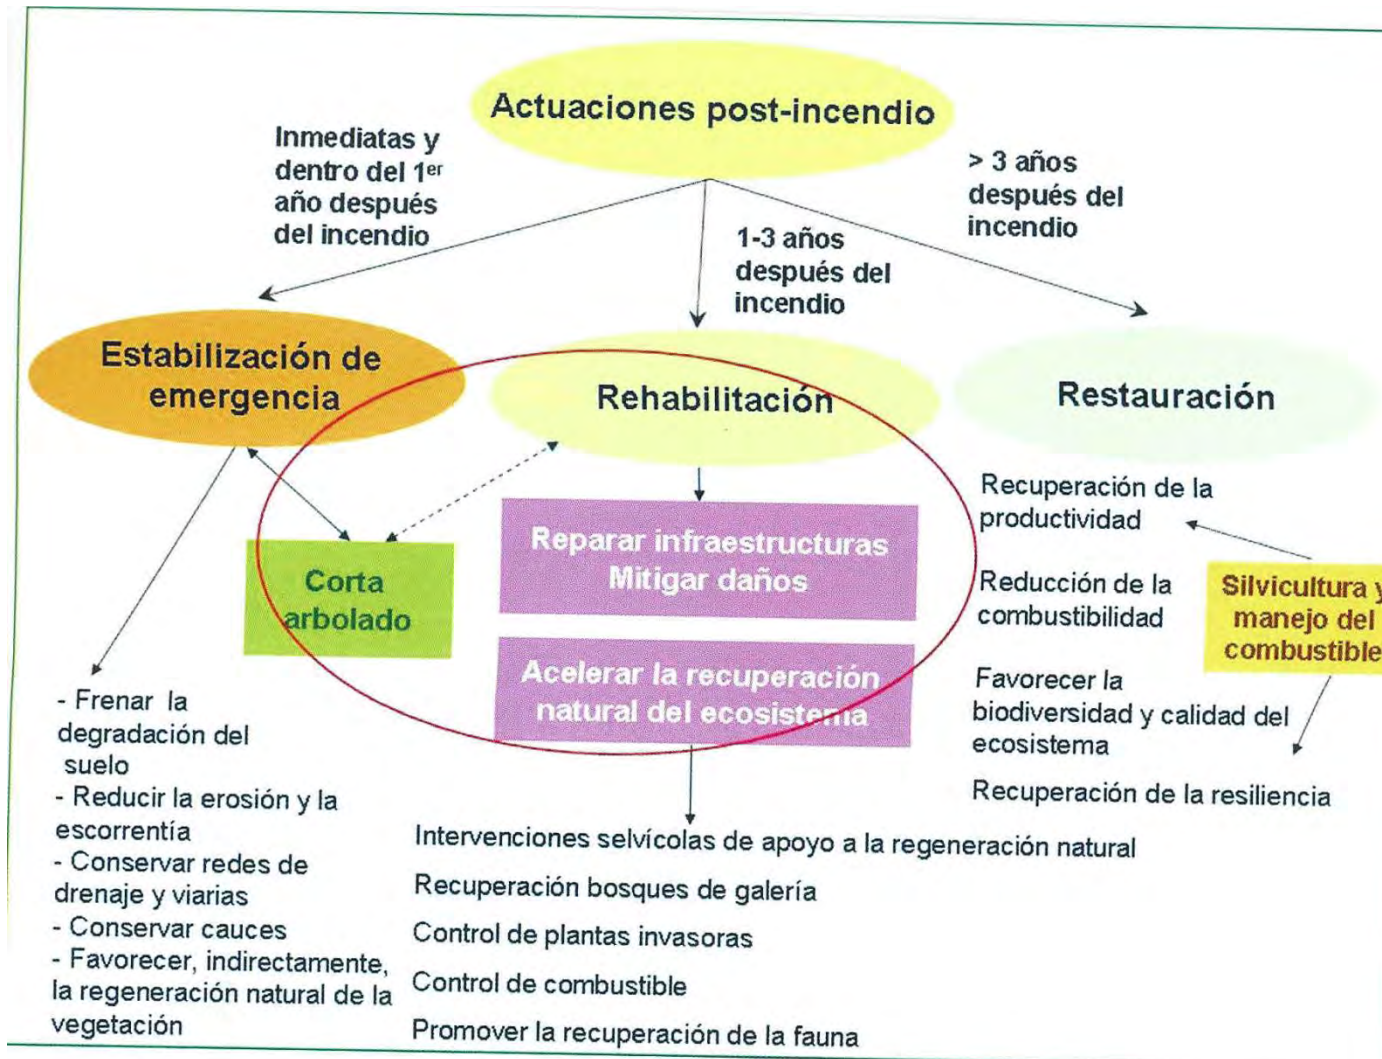 Actuaciones post-incendio
Inmediatas y
dentro del 1er
año después
del incendio
1-3 años
después del
incendio
> 3 años
después del
incendio
Estabilización de
emergencia
Rehabilitación
Restauración
Corta
arbolado
Reparar infraestructuras
Mitigar daños
Acelerar la recuperación
natural del ecosistema
Recuperación de la
productividad
Reducción de la
combustibilidad
Favorecer la
biodiversidad y calidad del
ecosistema
Recuperación de la resiliencia
Silvicultura y
manejo del
combustible
- Frenar la
degradación del
suelo
- Reducir la erosión y la
escorrentía
- Conservar redes de
drenaje y viarias
- Conservar cauces
- Favorecer, indirectamente,
la regeneración natural de la
vegetación
Intervenciones selvícolas de apoyo a la regeneración natural
Recuperación bosques de galería
Control de plantas invasoras
Control de combustible
Promover la recuperación de la fauna